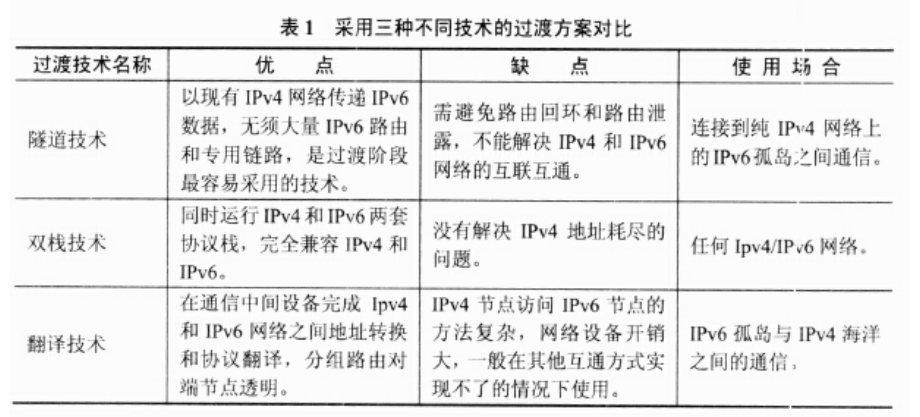 表 1 采用三种不同技术的过渡方案对比
过渡技术名称 优 点 缺 点 使 用 场 合
隧道技术
以现有 IPv4 网络传递 IPv6
数据，无须大量 IPv6 路由
和专用链路，是过渡阶段
最容易采用的技术。
需避免路由回环和路由泄
露，不能解决 IPv4 和 IPv6
网络的互联互通。
连接到纯 IPv4 网络上
的IPv6孤岛之间通信。
双栈技术
同时运行 IPv4 和 IPv6 两套
协议栈，完全兼容 IPv4 和
IPv6。
没有解决 IPv4 地址耗尽的
问题。
任何 Ipv4/IPv6 网络。
翻译技术
在通信中间设备完成 Ipv4
和 IPv6 网络之间地址转换
和协议翻译，分组路由对
端节点透明。
IPv4 节点访问 IPv6 节点的
方法复杂，网络设备开销
大，一般在其他互通方式实
现不了的情况下使用。
IPv6 孤岛与 IPv4 海洋
之间的通信。